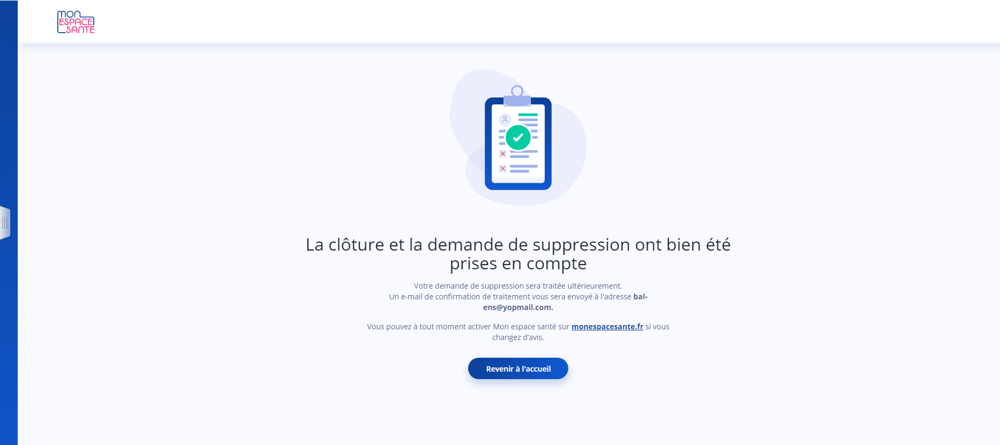 mon
ESPACE
SANTÉ
La clôture et la demande de suppression ont bien été
prises en compte
Votre demande de suppression sera traitée ultérieurement.
Un e-mail de confirmation de traitement vous sera envoyé à l'adresse bal-
ens@yopmail.com.
Vous pouvez à tout moment activer Mon espace santé sur monespacesante.fr si vous
changez d’avis.
Revenir à l'accueil